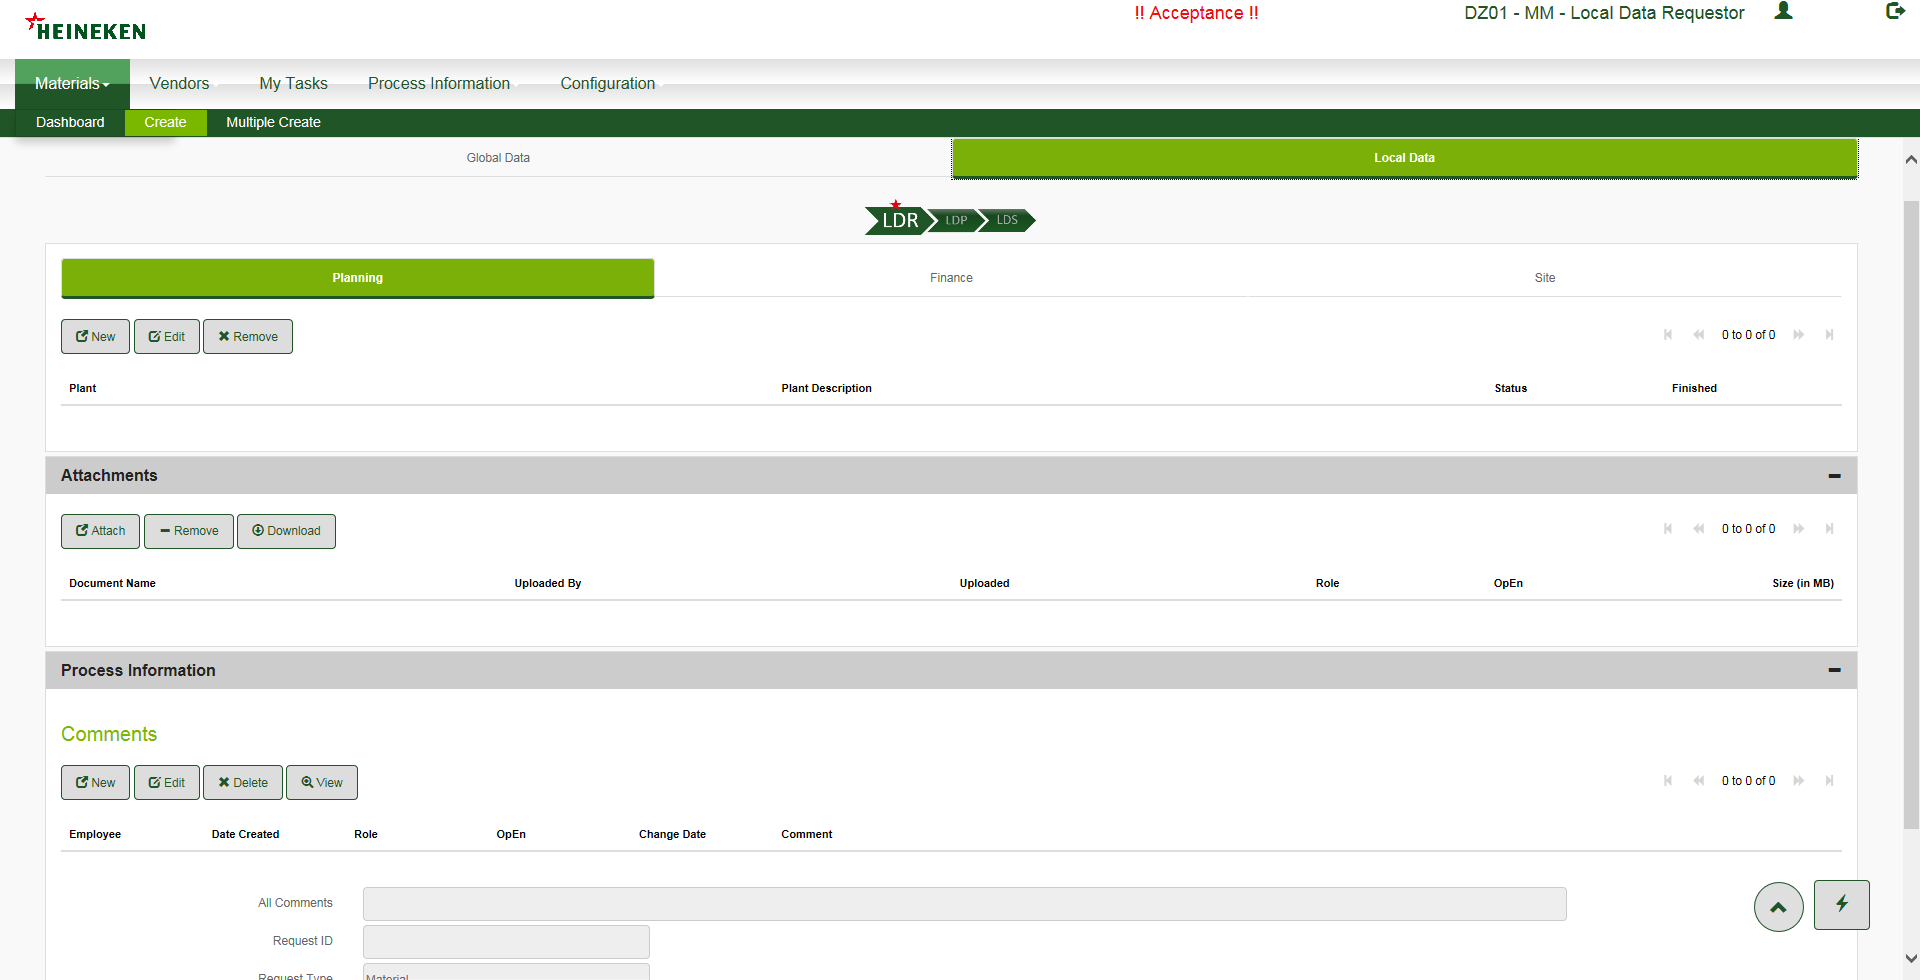 HEINEKEN
!! Acceptance !!
DZ01 - MM - Local Data Requestor
Materials Vendors My Tasks Process Information Configuration
Dashboard Create Multiple Create
Global Data Local Data
LDR LDP LDS
Planning Finance Site
New Edit Remove 0 to 0 of 0
Plant Plant Description Status Finished
Attachments
Attach Remove Download 0 to 0 of 0
Document Name Uploaded By Uploaded Role OpEn Size (in MB)
Process Information
Comments
New Edit Delete View 0 to 0 of 0
Employee Date Created Role OpEn Change Date Comment
All Comments
Request ID
Request Type Material